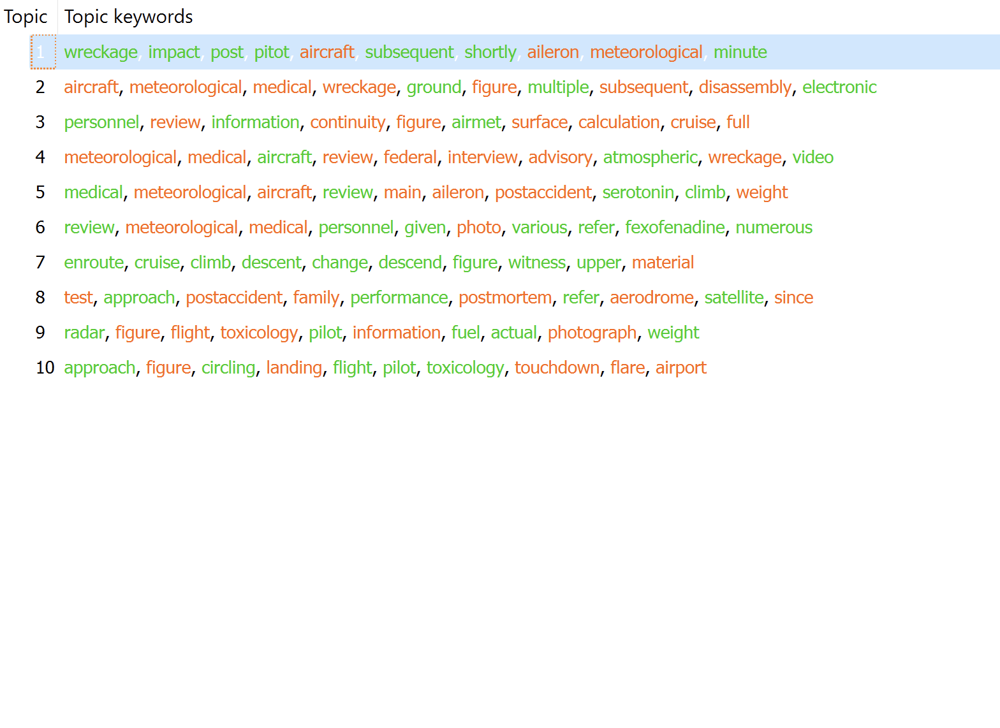 Topic Topic keywords
1 wreckage, impact, post, pitot, aircraft, subsequent, shortly, aileron, meteorological, minute
2 aircraft, meteorological, medical, wreckage, ground, figure, multiple, subsequent, disassembly, electronic
3 personnel, review, information, continuity, figure, airmet, surface, calculation, cruise, full
4 meteorological, medical, aircraft, review, federal, interview, advisory, atmospheric, wreckage, video
5 medical, meteorological, aircraft, review, main, aileron, postaccident, serotonin, climb, weight
6 review, meteorological, medical, personnel, given, photo, various, refer, fexofenadine, numerous
7 enroute, cruise, climb, descent, change, descend, figure, witness, upper, material
8 test, approach, postaccident, family, performance, postmortem, refer, aerodrome, satellite, since
9 radar, figure, flight, toxicology, pilot, information, fuel, actual, photograph, weight
10 approach, figure, circling, landing, flight, pilot, toxicology, touchdown, flare, airport